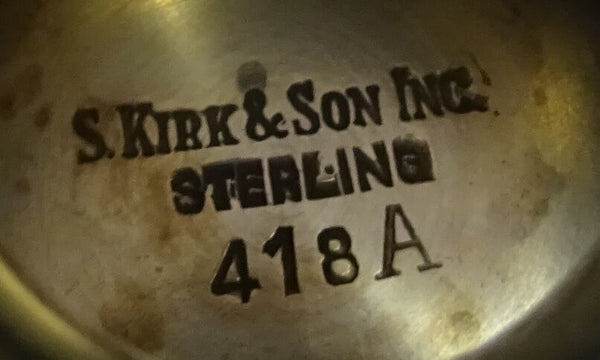 S. KIRK & SON INC.
STERLING
418 A